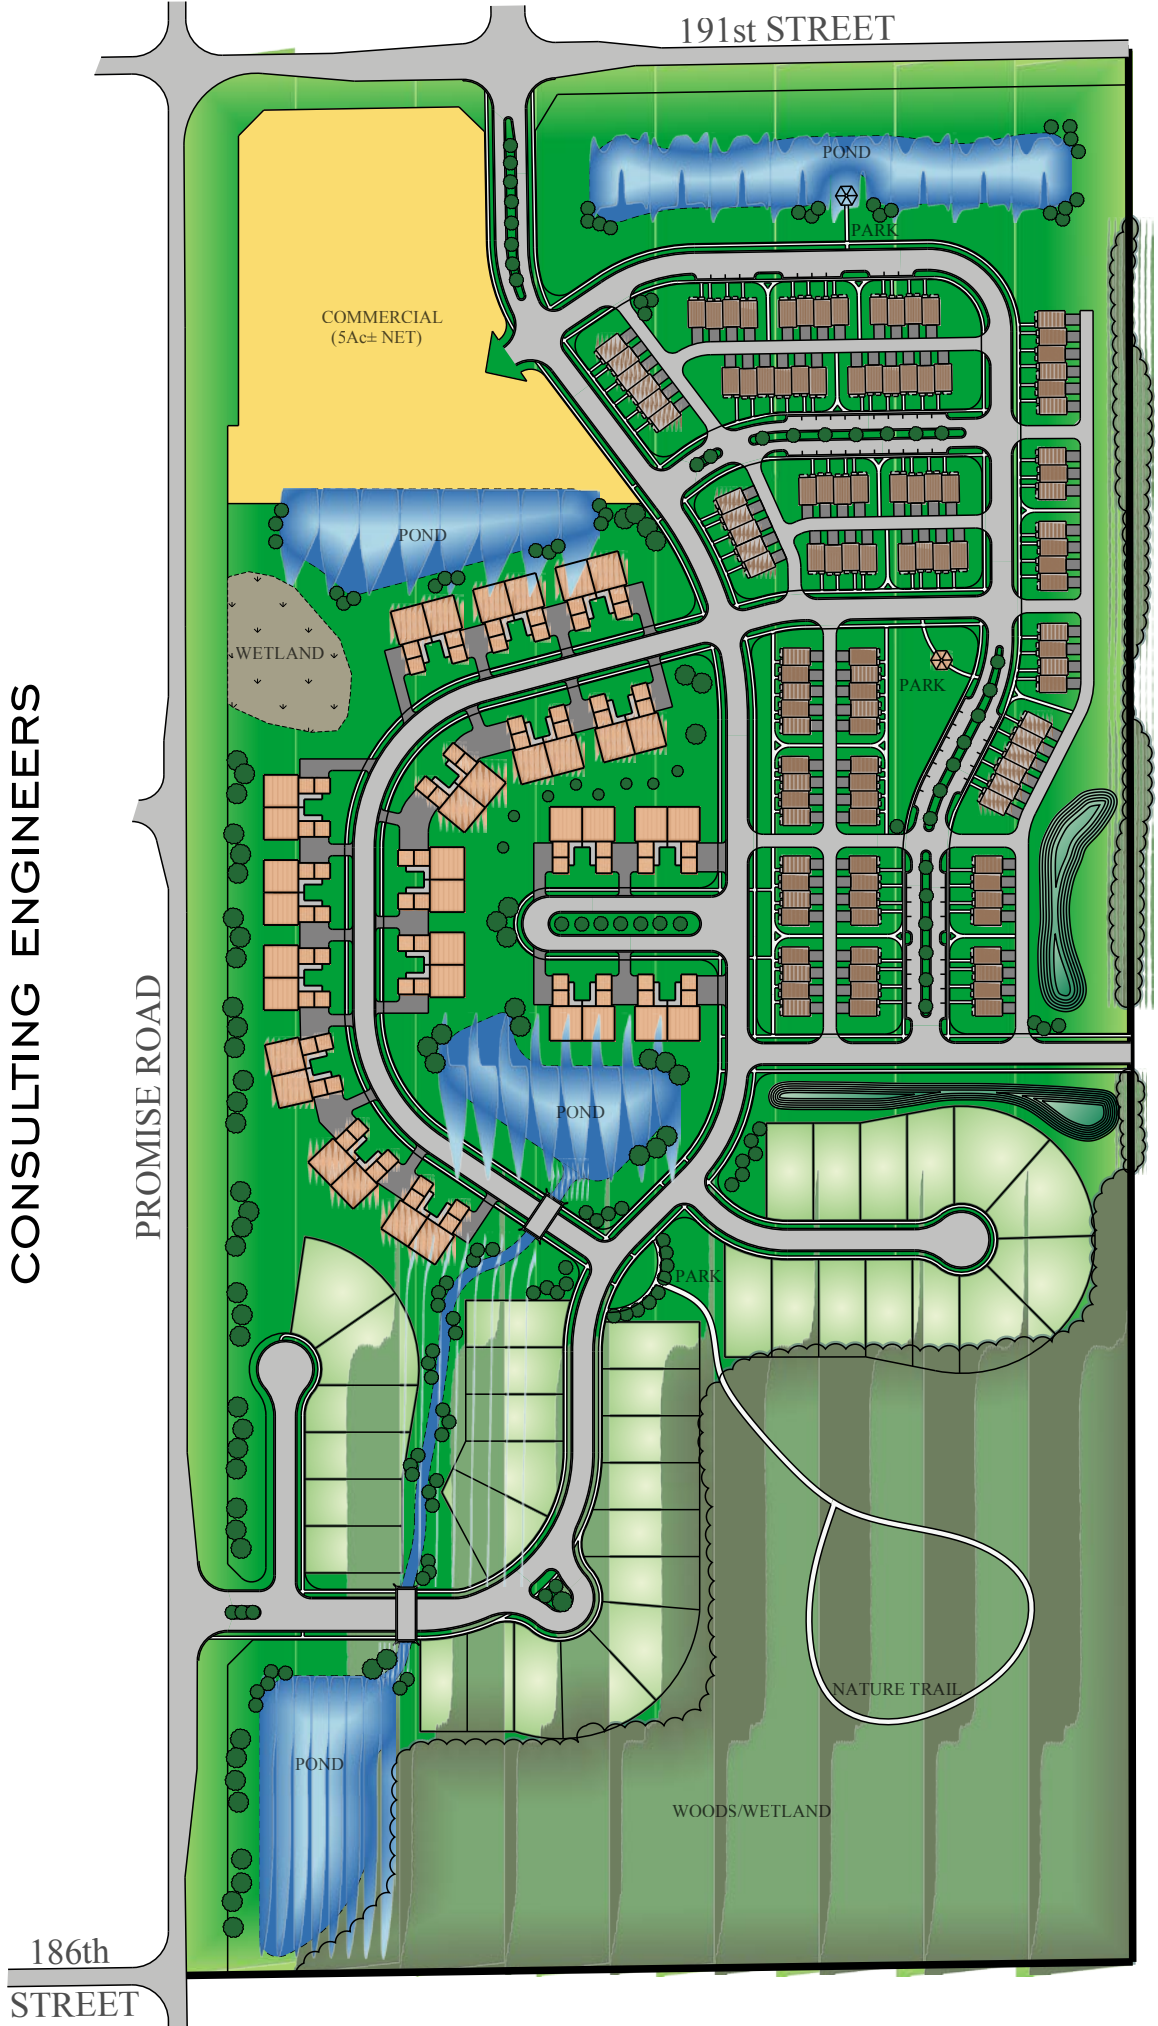 191st STREET
POND
PARK
COMMERCIAL
(5Ac± NET)
POND
WETLAND
PARK
CONSULTING ENGINEERS
PROMISE ROAD
POND
PARK
NATURE TRAIL
POND
WOODS/WETLAND
186th
STREET